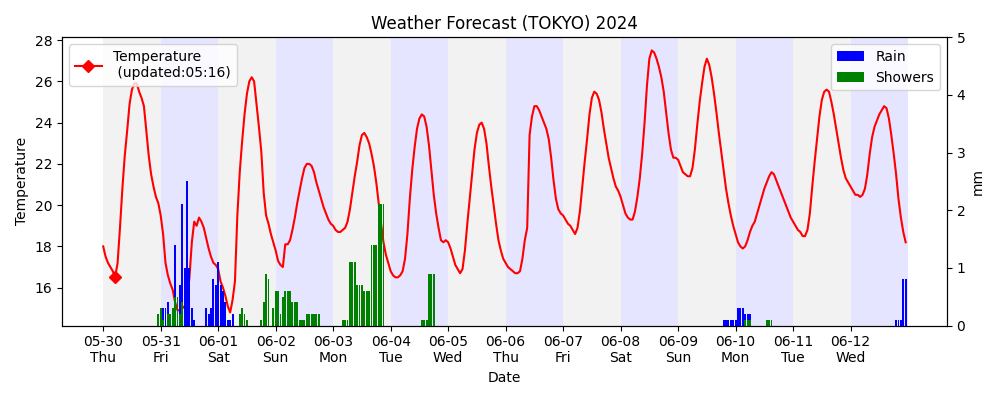 Weather Forecast (TOKYO) 2024
28
26
24
22
20
18
16
Temperature
Temperature
(updated:05:16)
Rain
Showers
5
4
3
2
1
0
mm
05-30 05-31 06-01 06-02 06-03 06-04 06-05 06-06 06-07 06-08 06-09 06-10 06-11 06-12
Thu Fri Sat Sun Mon Tue Wed Thu Fri Sat Sun Mon Tue Wed
Date